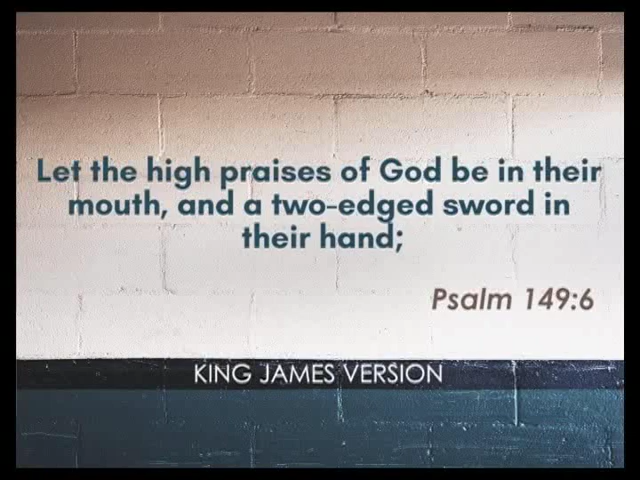 Let the high praises of God be in their
mouth, and a two-edged sword in
their hand;
Psalm 149:6
KING JAMES VERSION